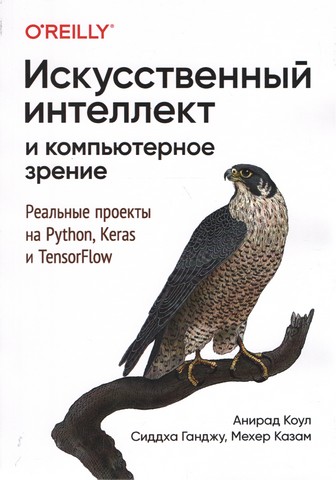 O'REILLY®
Искусственный
интеллект
и компьютерное
зрение
Реальные проекты
на Python, Keras
и TensorFlow
Анирад Коул
Сиддха Ганджу, Мехер Казам